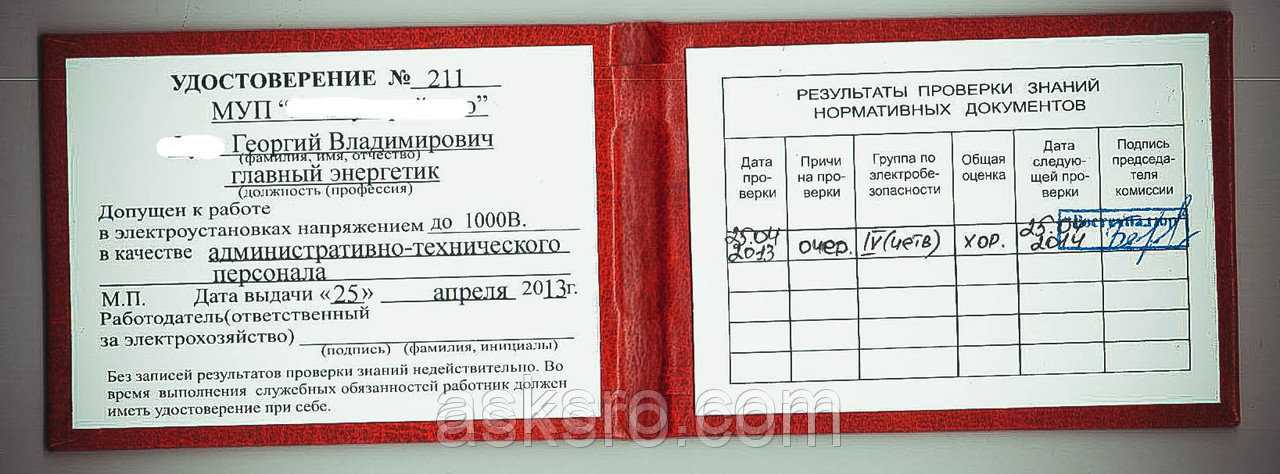 УДОСТОВЕРЕНИЕ № 211
МУП “ о”
Георгий Владимирович
(фамилия, имя, отчество)
главный энергетик
(должность (профессия)
Допущен к работе
в электроустановках напряжением до 1000В.
в качестве административно-технического
персонала
М.П. Дата выдачи «25» апреля 2013г.
Работодатель(ответственный
за электрохозяйство)
(подпись) (фамилия, инициалы)
Без записей результатов проверки знаний недействительно. Во
время выполнения служебных обязанностей работник должен
иметь удостоверение при себе.
РЕЗУЛЬТАТЫ ПРОВЕРКИ ЗНАНИЙ
НОРМАТИВНЫХ ДОКУМЕНТОВ
Дата
про-
верки
Причи
на про-
верки
Группа по
электробе-
зопасности
Общая
оценка
Дата
следую-
щей про-
верки
Подпись
председа-
теля
комиссии
25.04
2013
очер.
IV(четв)
хор.
25.04
2014
asksro.com